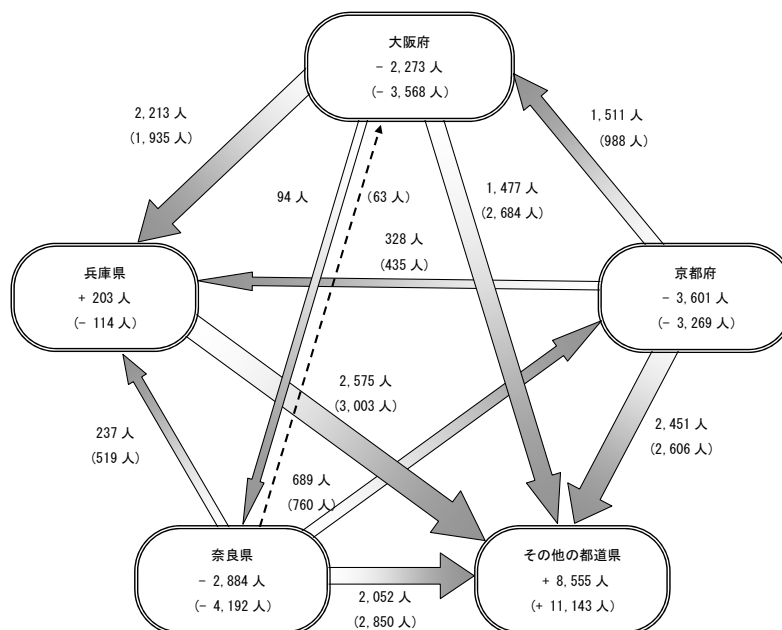 大阪府
- 2,273 人
(- 3,568 人)
2,213 人
(1,935 人)
1,511 人
(988 人)
94 人
(63 人)
1,477 人
(2,684 人)
328 人
(435 人)
兵庫県
+ 203 人
(- 114 人)
京都府
- 3,601 人
(- 3,269 人)
2,575 人
(3,003 人)
2,451 人
(2,606 人)
237 人
(519 人)
689 人
(760 人)
奈良県
- 2,884 人
(- 4,192 人)
2,052 人
(2,850 人)
その他の都道県
+ 8,555 人
(+ 11,143 人)